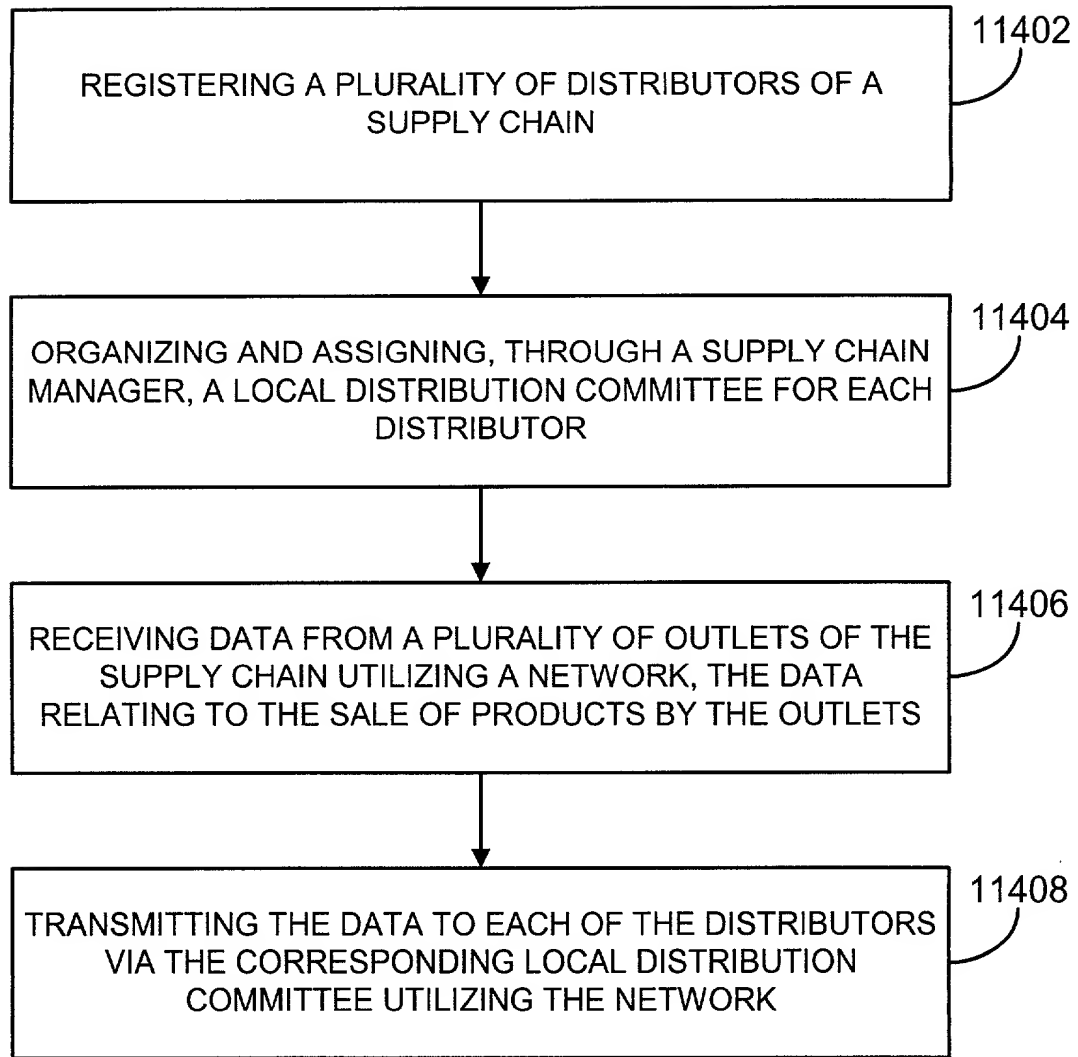 11402
REGISTERING A PLURALITY OF DISTRIBUTORS OF A
SUPPLY CHAIN
11404
ORGANIZING AND ASSIGNING, THROUGH A SUPPLY CHAIN
MANAGER, A LOCAL DISTRIBUTION COMMITTEE FOR EACH
DISTRIBUTOR
11406
RECEIVING DATA FROM A PLURALITY OF OUTLETS OF THE
SUPPLY CHAIN UTILIZING A NETWORK, THE DATA
RELATING TO THE SALE OF PRODUCTS BY THE OUTLETS
11408
TRANSMITTING THE DATA TO EACH OF THE DISTRIBUTORS
VIA THE CORRESPONDING LOCAL DISTRIBUTION
COMMITTEE UTILIZING THE NETWORK